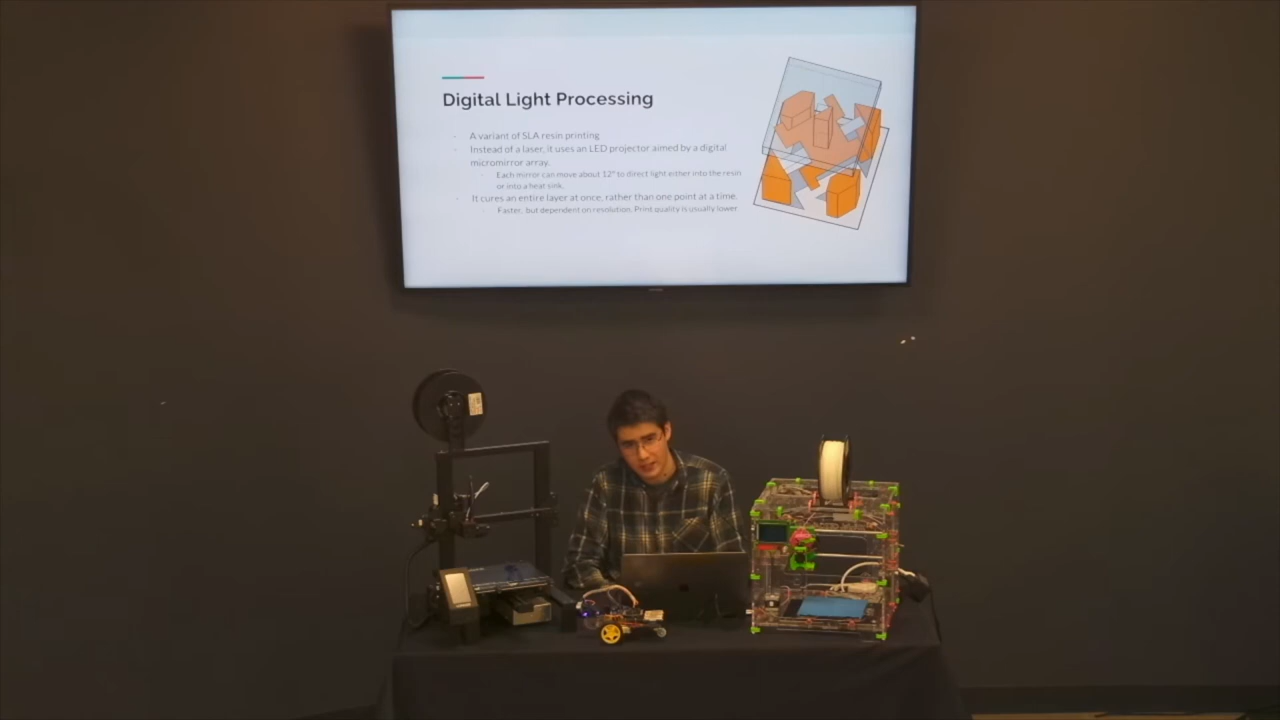 Digital Light Processing
- A variant of SLA resin printing
- Instead of a laser, it uses an LED projector aimed by a digital
micromirror array.
- Each mirror can move about 12° to direct light either into the resin
or into a heat sink.
- It cures an entire layer at once, rather than one point at a time.
- Faster, but dependent on resolution. Print quality is usually lower